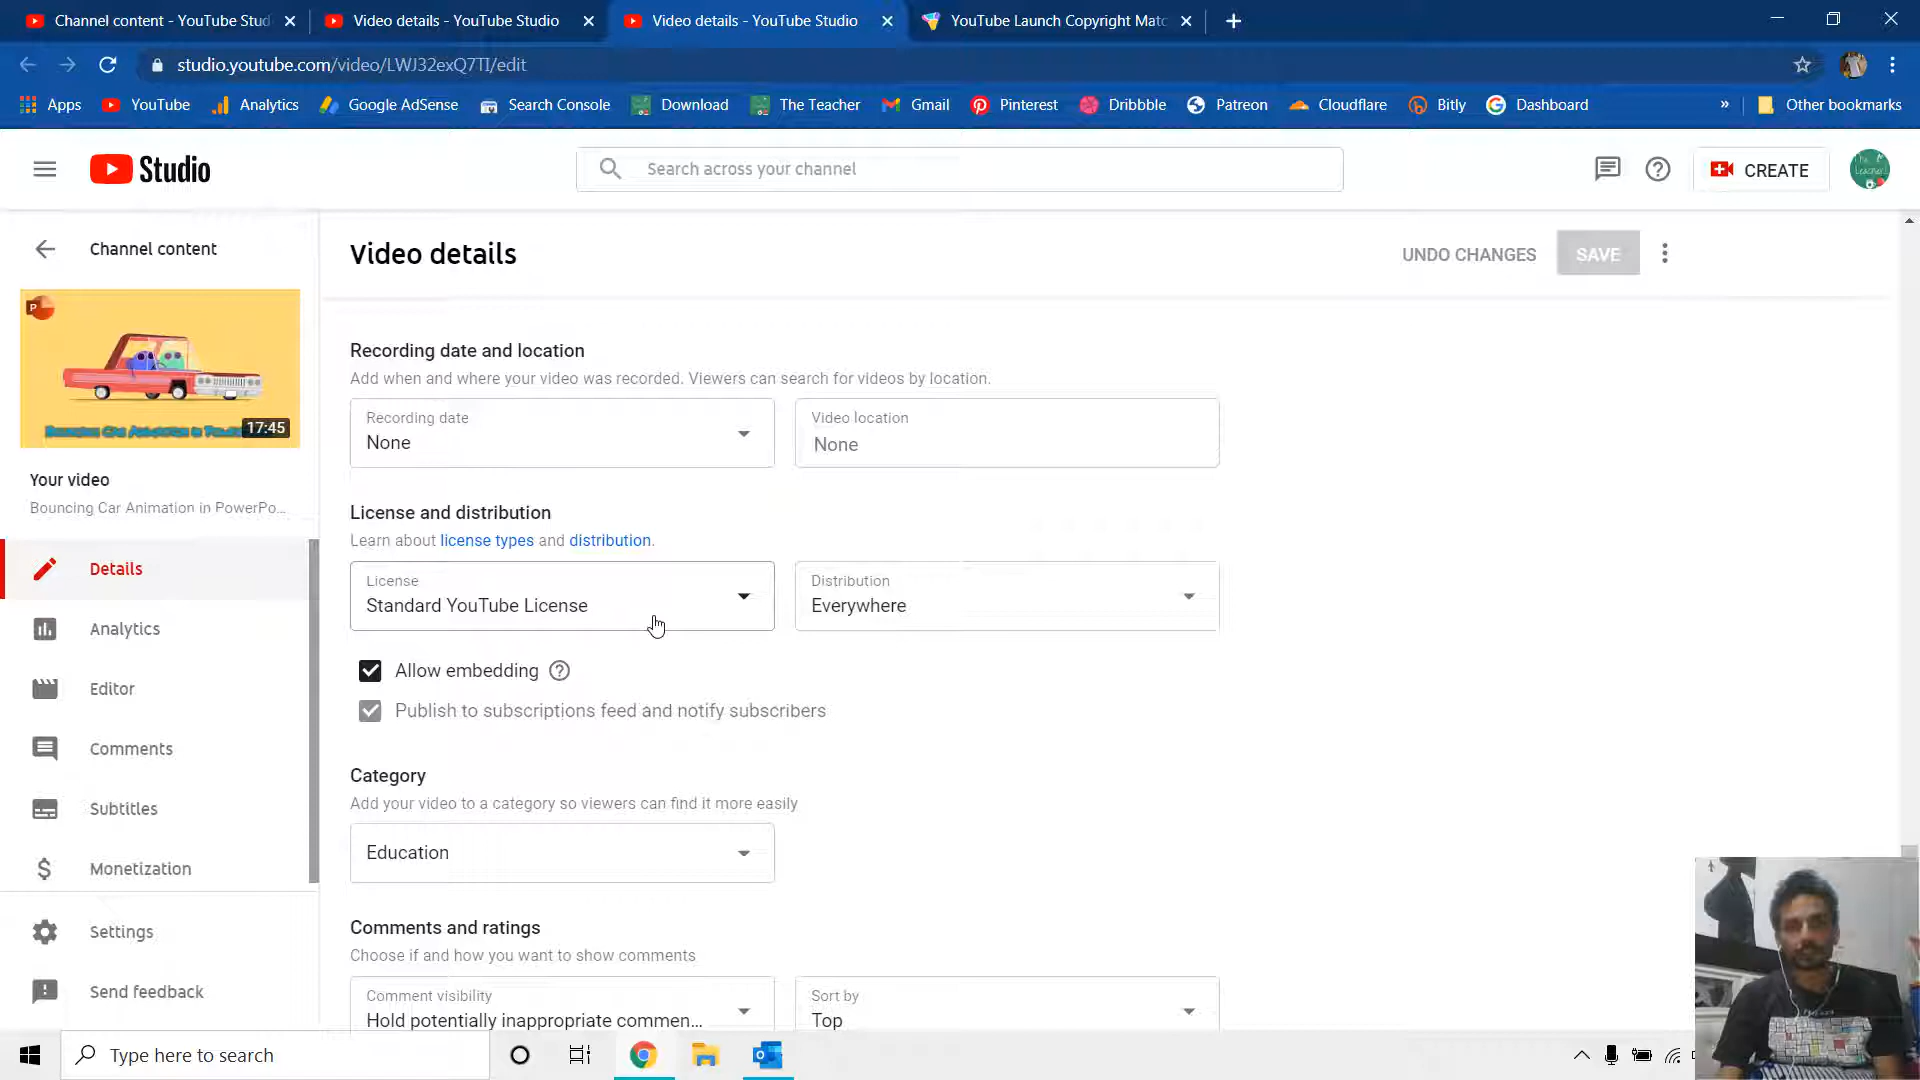 Channel content - YouTube Stud
Video details - YouTube Studio
Video details - YouTube Studio
YouTube Launch Copyright Matc
studio.youtube.com/video/LWJ32exQ7TI/edit
Apps YouTube Analytics Google AdSense Search Console Download The Teacher Gmail Pinterest Dribbble Patreon Cloudflare Bitly Dashboard » Other bookmarks
Studio
Search across your channel
CREATE
Channel content
Video details
UNDO CHANGES
SAVE
17:45
Your video
Bouncing Car Animation in PowerPo...
Details
Analytics
Editor
Comments
Subtitles
Monetization
Settings
Send feedback
Recording date and location
Add when and where your video was recorded. Viewers can search for videos by location.
Recording date
None
Video location
None
License and distribution
Learn about license types and distribution.
License
Standard YouTube License
Distribution
Everywhere
Allow embedding
Publish to subscriptions feed and notify subscribers
Category
Add your video to a category so viewers can find it more easily
Education
Comments and ratings
Choose if and how you want to show comments
Comment visibility
Hold potentially inappropriate commen...
Sort by
Top
Type here to search